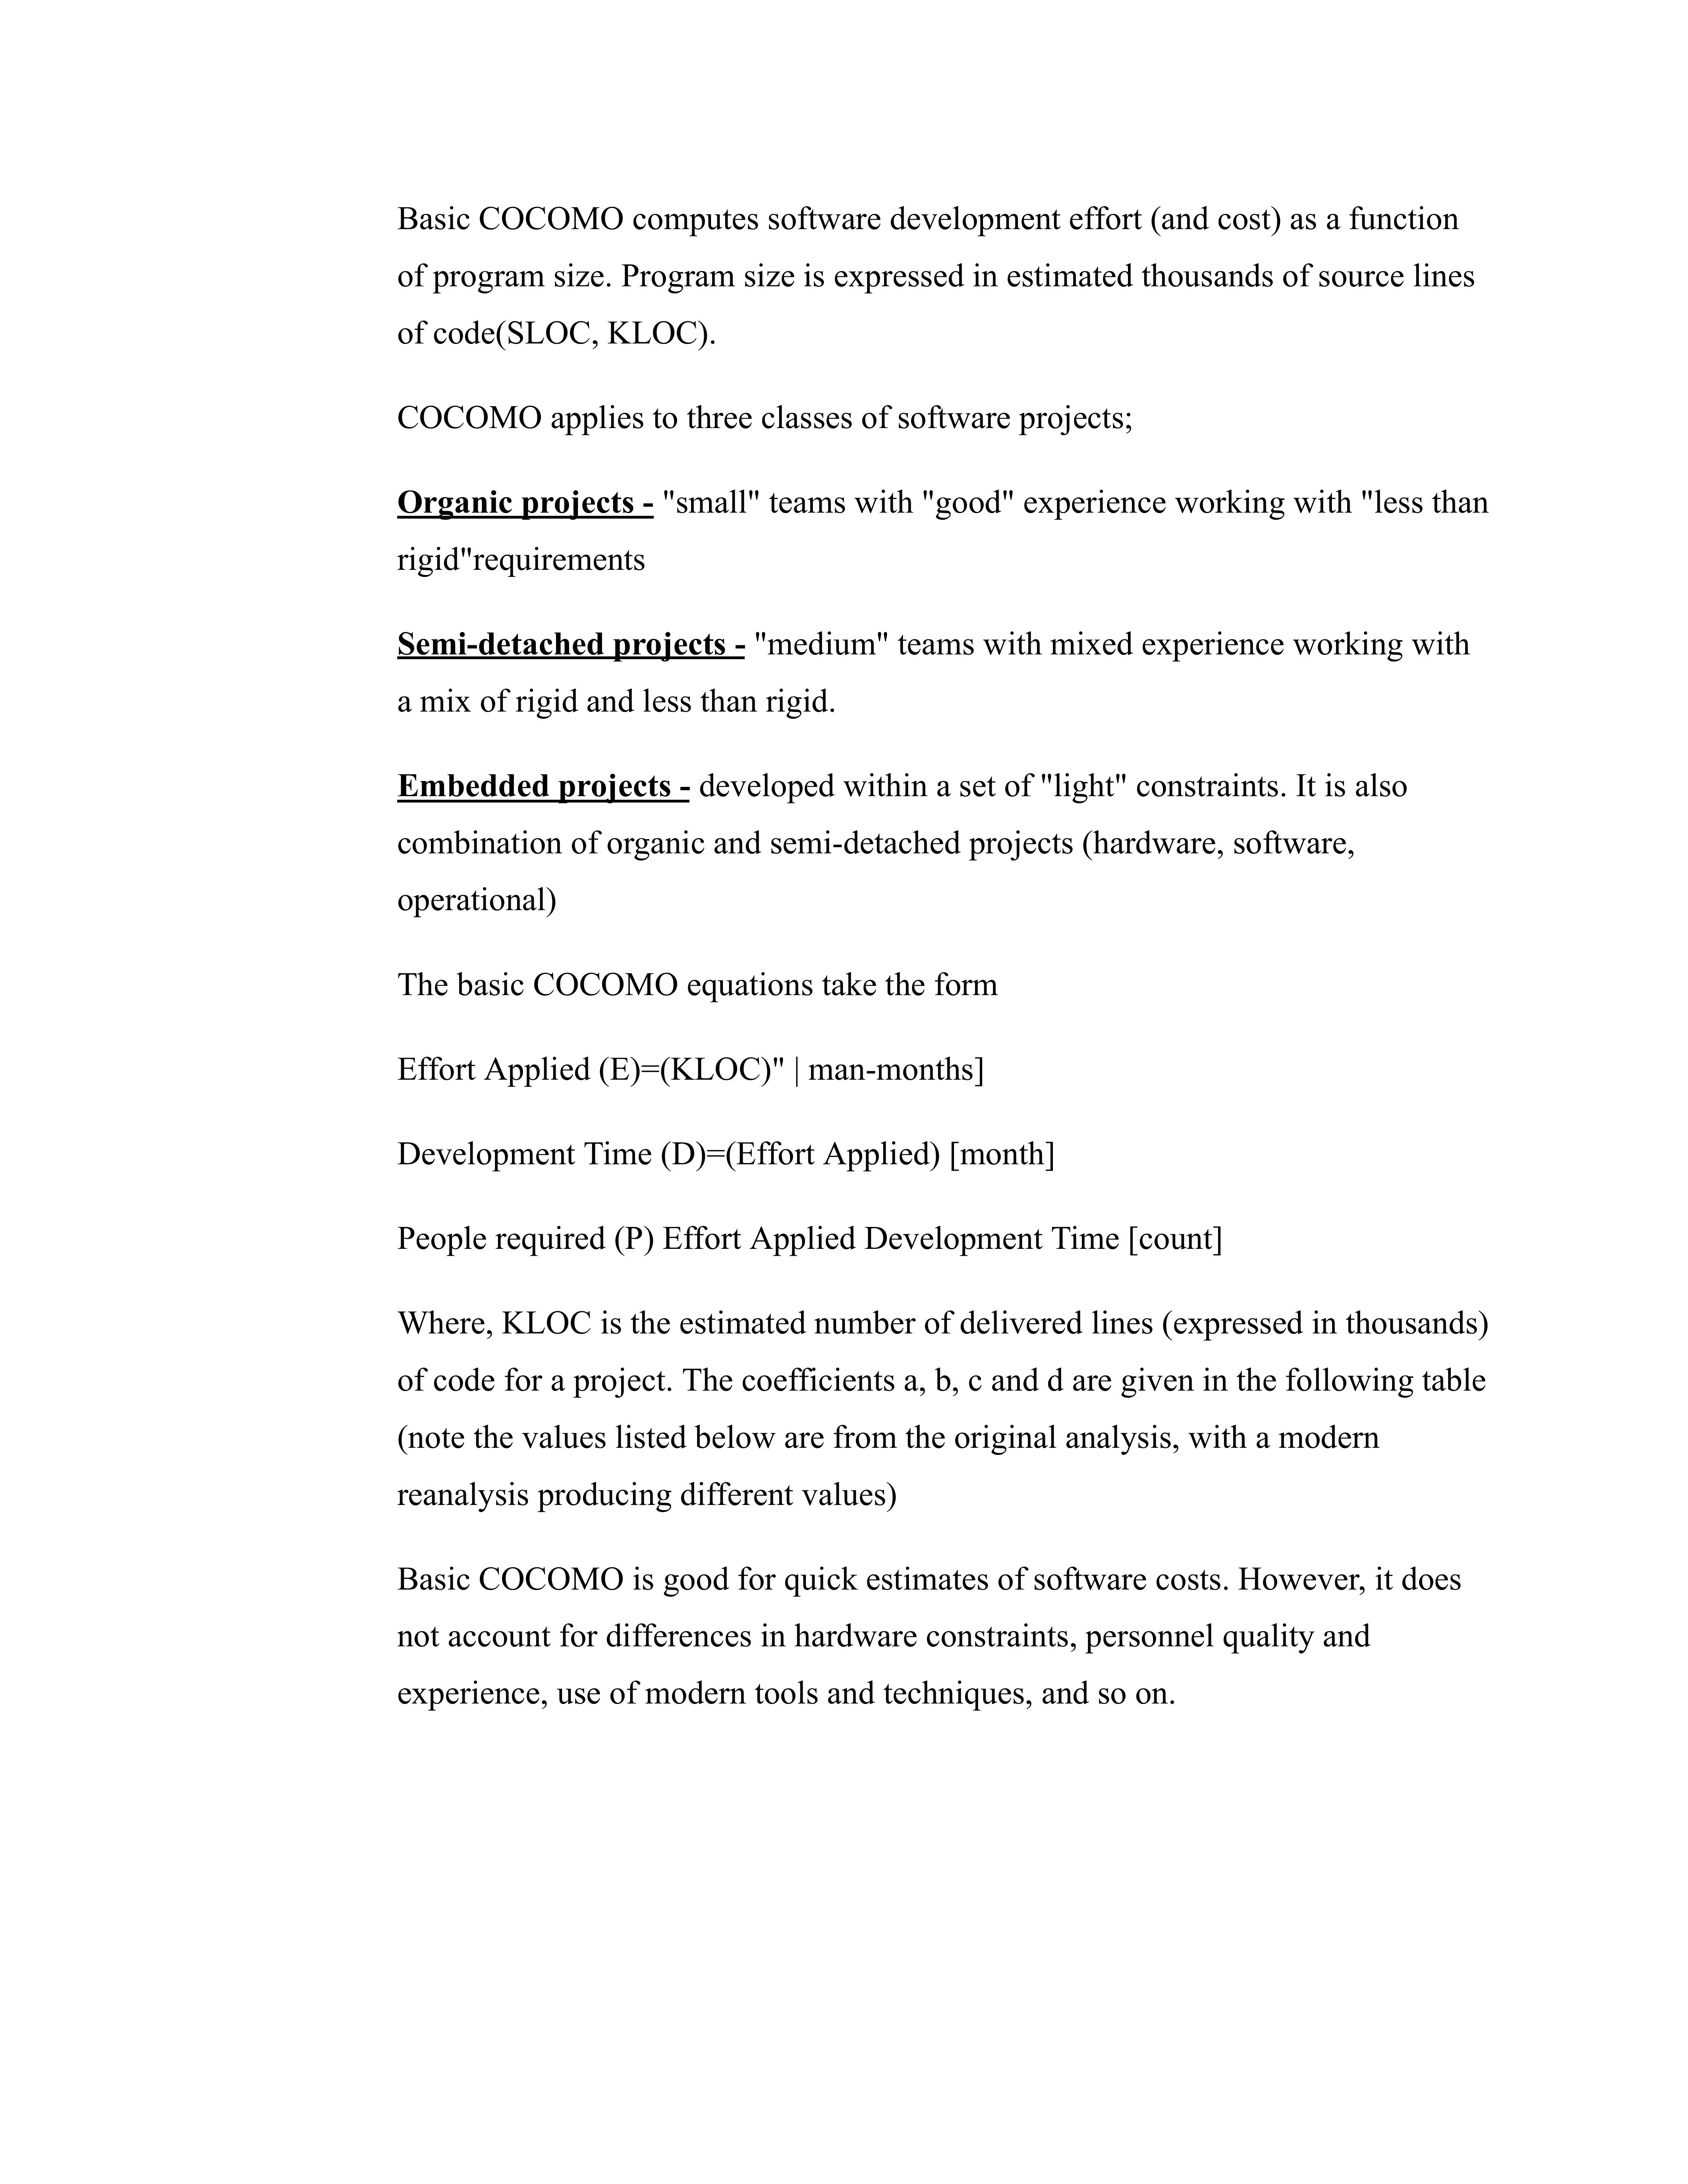 Basic COCOMO computes software development effort (and cost) as a function
of program size. Program size is expressed in estimated thousands of source lines
of code(SLOC, KLOC).
COCOMO applies to three classes of software projects;
Organic projects - "small" teams with "good" experience working with "less than
rigid"requirements
Semi-detached projects - "medium" teams with mixed experience working with
a mix of rigid and less than rigid.
Embedded projects - developed within a set of "light" constraints. It is also
combination of organic and semi-detached projects (hardware, software,
operational)
The basic COCOMO equations take the form
Effort Applied (E)=(KLOC)" | man-months]
Development Time (D)=(Effort Applied) [month]
People required (P) Effort Applied Development Time [count]
Where, KLOC is the estimated number of delivered lines (expressed in thousands)
of code for a project. The coefficients a, b, c and d are given in the following table
(note the values listed below are from the original analysis, with a modern
reanalysis producing different values)
Basic COCOMO is good for quick estimates of software costs. However, it does
not account for differences in hardware constraints, personnel quality and
experience, use of modern tools and techniques, and so on.